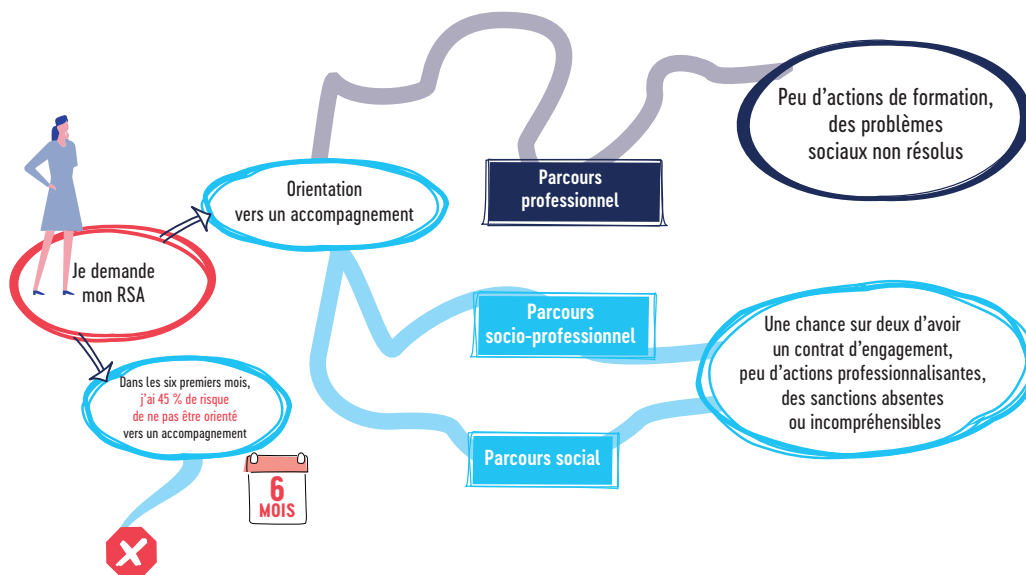 Je demande
mon RSA
Orientation
vers un accompagnement
Parcours
professionnel
Peu d'actions de formation,
des problèmes
sociaux non résolus
Parcours
socio-professionnel
Parcours social
Une chance sur deux d'avoir
un contrat d'engagement,
peu d'actions professionnalisantes,
des sanctions absentes
ou incompréhensibles
Dans les six premiers mois,
j'ai 45 % de risque
de ne pas être orienté
vers un accompagnement
6
MOIS